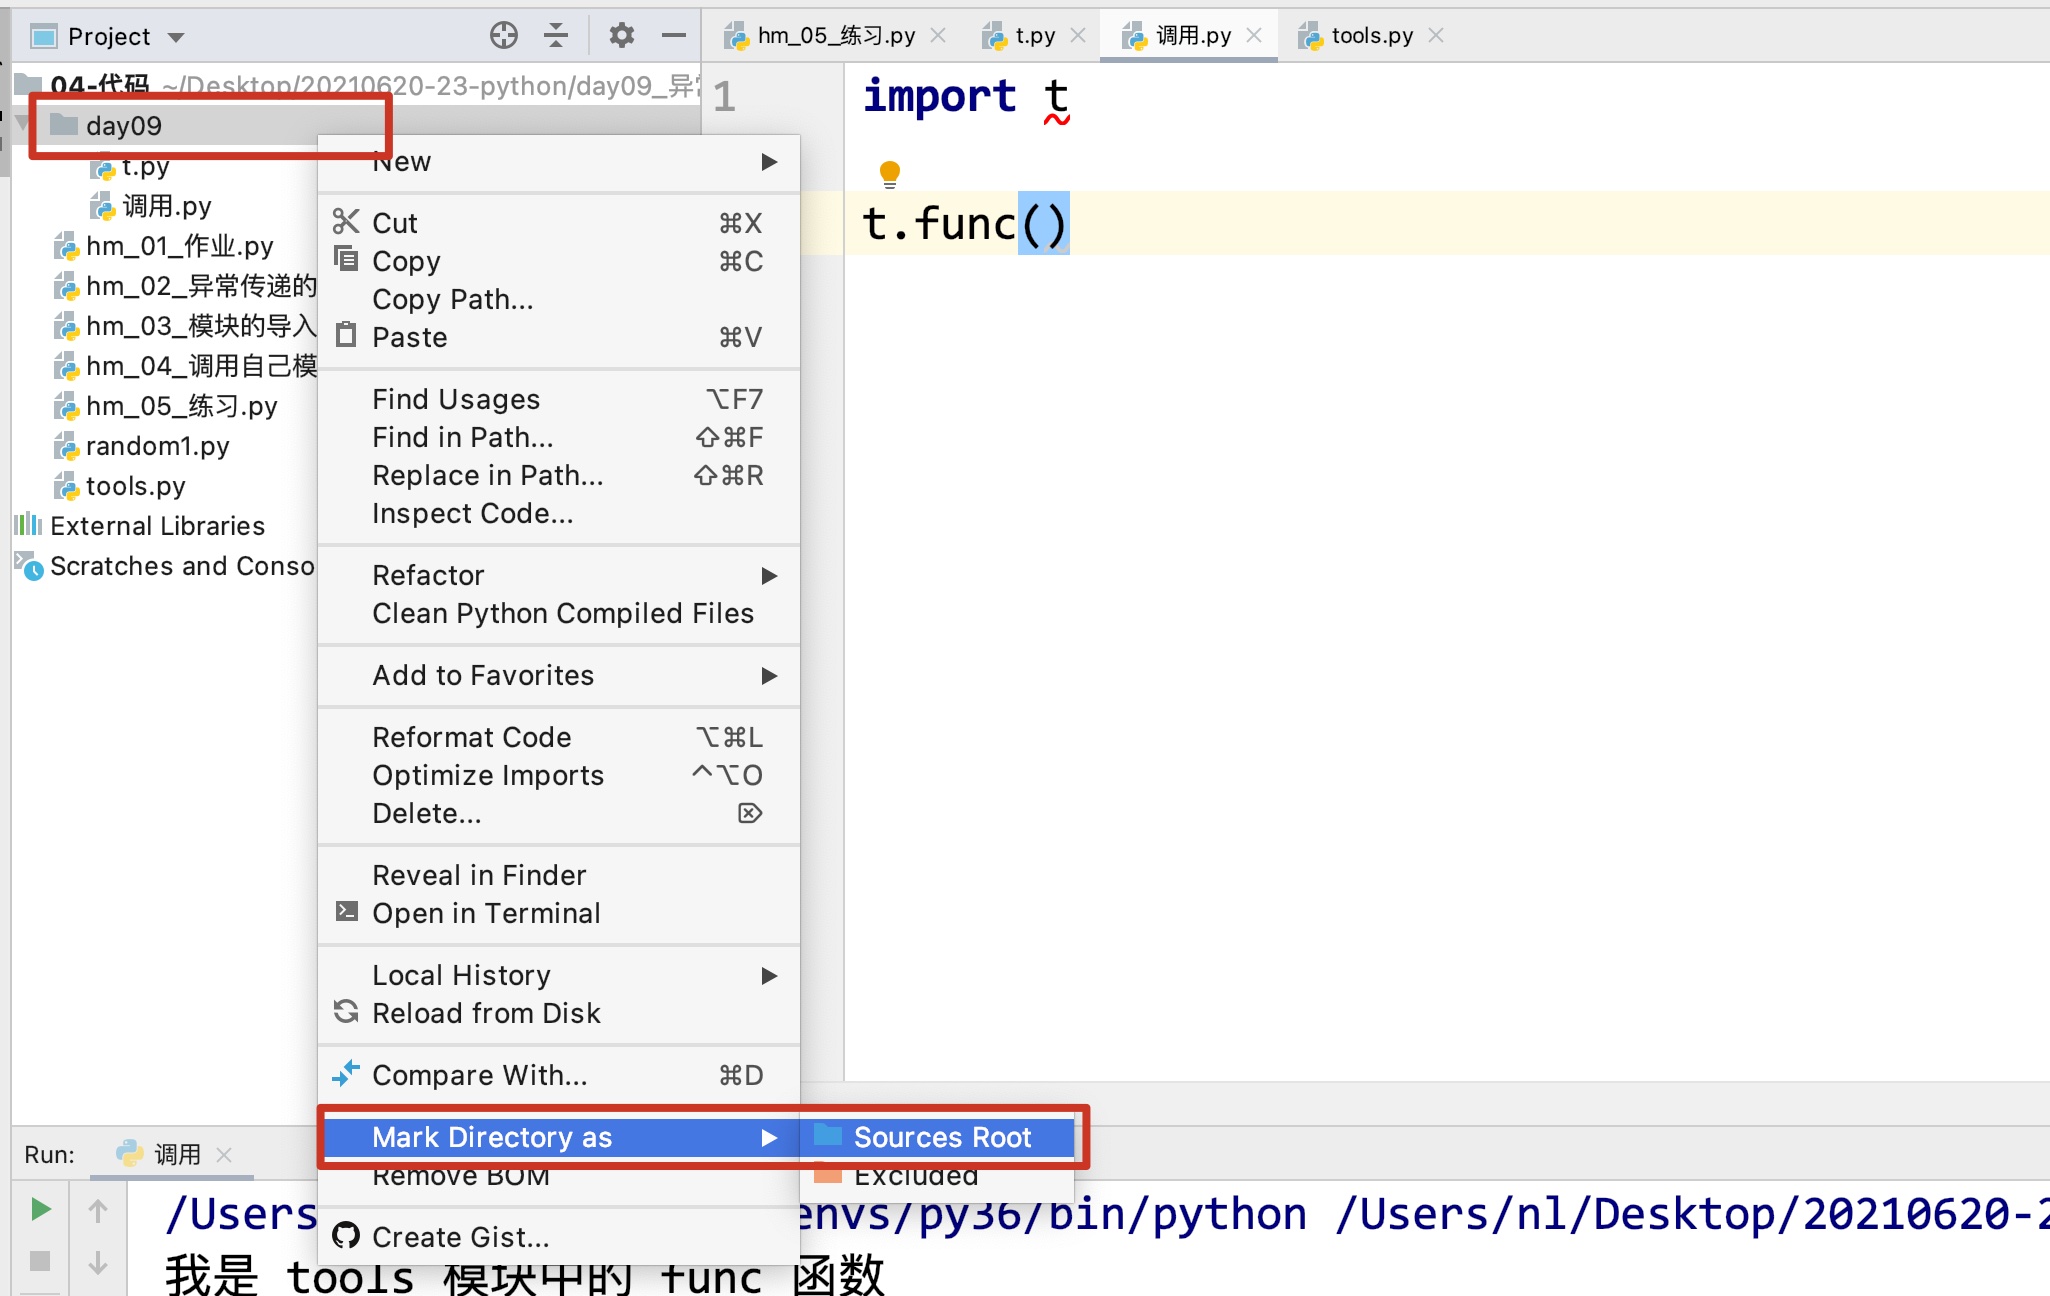 Project
hm_05_练习.py
t.py
调用.py
tools.py
04-代码 ~/Desktop/20210620-23-python/day09_异
day09
t.py
调用.py
hm_01_作业.py
hm_02_异常传递的
hm_03_模块的导入
hm_04_调用自己模
hm_05_练习.py
random1.py
tools.py
External Libraries
Scratches and Conso
1
import t
t.func()
New
Cut ⌘X
Copy ⌘C
Copy Path...
Paste ⌘V
Find Usages ⌥F7
Find in Path... ⇧⌘F
Replace in Path... ⇧⌘R
Inspect Code...
Refactor
Clean Python Compiled Files
Add to Favorites
Reformat Code ⌥⌘L
Optimize Imports ^⌥O
Delete... ⌦
Reveal in Finder
Open in Terminal
Local History
Reload from Disk
Compare With... ⌘D
Mark Directory as
Sources Root
Remove BOM
Excluded
Create Gist...
Run: 调用
/Users envs/py36/bin/python /Users/nl/Desktop/20210620-2
我是 tools 模块中的 func 函数